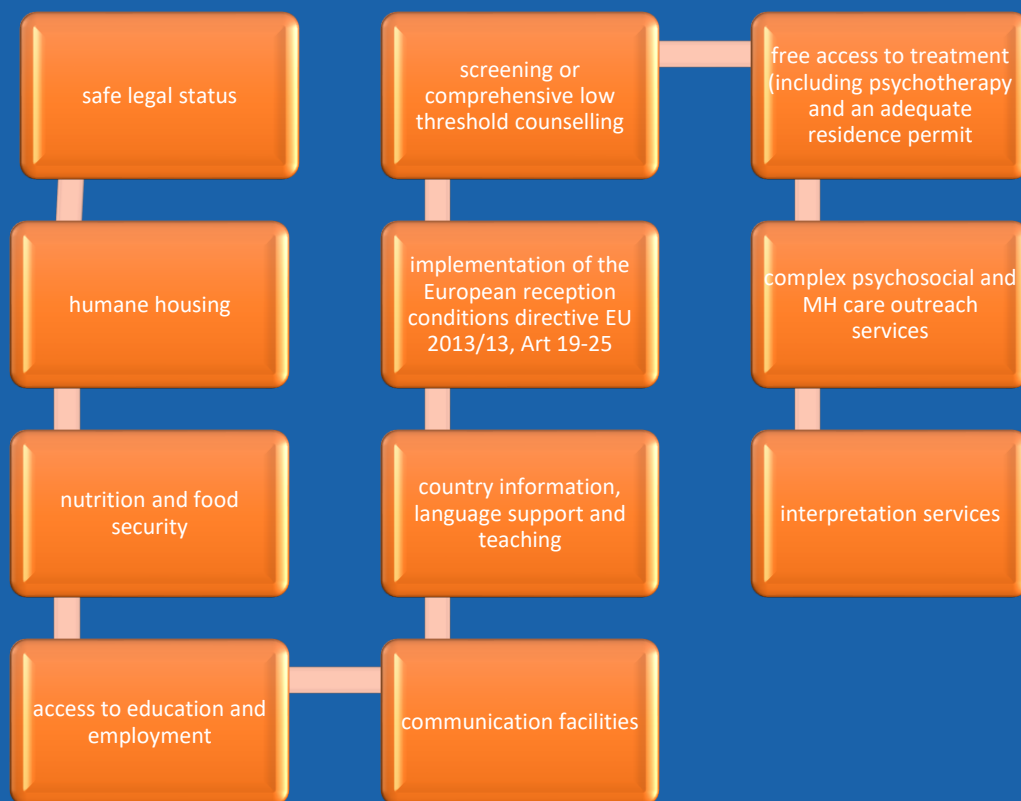 safe legal status
humane housing
nutrition and food
security
access to education and
employment
communication facilities
country information,
language support and
teaching
implementation of the
European reception
conditions directive EU
2013/13, Art 19-25
screening or
comprehensive low
threshold counselling
free access to treatment
(including psychotherapy
and an adequate
residence permit
complex psychosocial and
MH care outreach
services
interpretation services